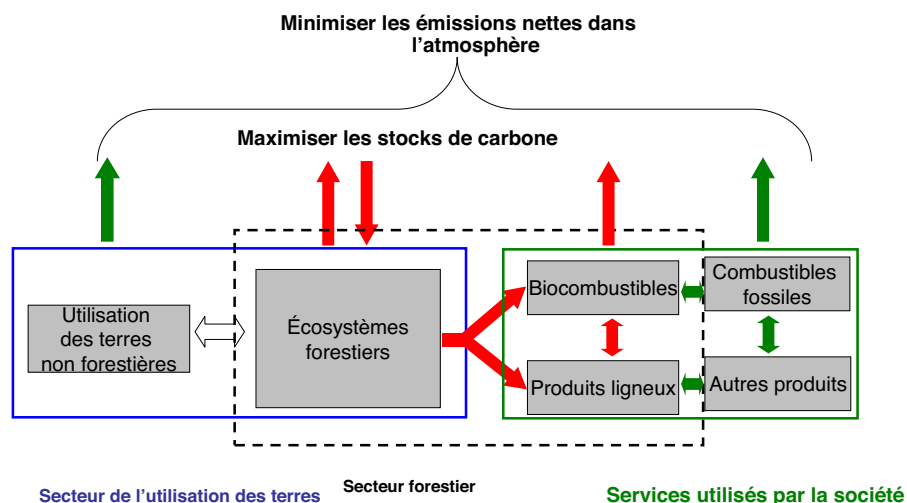 Minimiser les émissions nettes dans
l'atmosphère
Maximiser les stocks de carbone
Utilisation
des terres
non forestières
Écosystèmes
forestiers
Biocombustibles
Combustibles
fossiles
Produits ligneux
Autres produits
Secteur de l'utilisation des terres
Secteur forestier
Services utilisés par la société